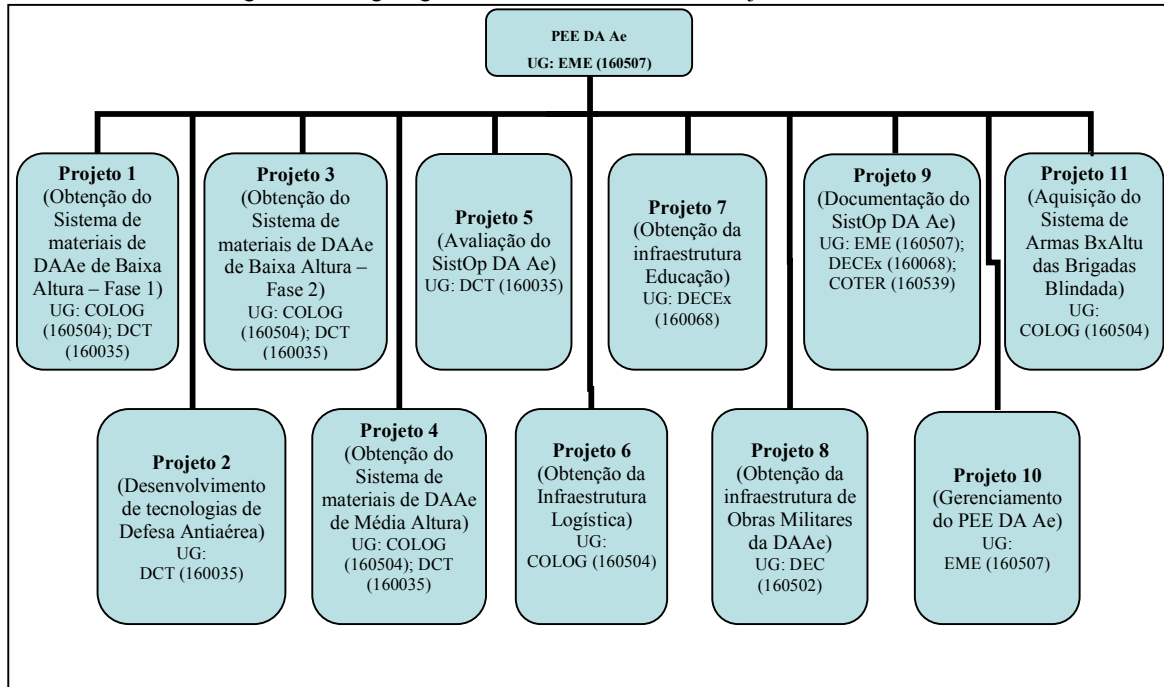 PEE DA Ae
UG: EME (160507)
Projeto 1
(Obtenção do
Sistema de
materiais de
DAAe de Baixa
Altura – Fase 1)
UG: COLOG
(160504); DCT
(160035)
Projeto 3
(Obtenção do
Sistema de
materiais de DAAe
de Baixa Altura –
Fase 2)
UG: COLOG
(160504); DCT
(160035)
Projeto 5
(Avaliação do
SistOp DA Ae)
UG: DCT (160035)
Projeto 7
(Obtenção da
infraestrutura
Educação)
UG: DECEx
(160068)
Projeto 9
(Documentação do
SistOp DA Ae)
UG: EME (160507);
DECEx (160068);
COTER (160539)
Projeto 11
(Aquisição do
Sistema de
Armas BxAltu
das Brigadas
Blindada)
UG:
COLOG (160504)
Projeto 2
(Desenvolvimento
de tecnologias de
Defesa Antiaérea)
UG:
DCT (160035)
Projeto 4
(Obtenção do
Sistema de
materiais de DAAe
de Média Altura)
UG: COLOG
(160504); DCT
(160035)
Projeto 6
(Obtenção da
Infraestrutura
Logística)
UG:
COLOG (160504)
Projeto 8
(Obtenção da
infraestrutura de
Obras Militares
da DAAe)
UG: DEC
(160502)
Projeto 10
(Gerenciamento
do PEE DA Ae)
UG:
EME (160507)